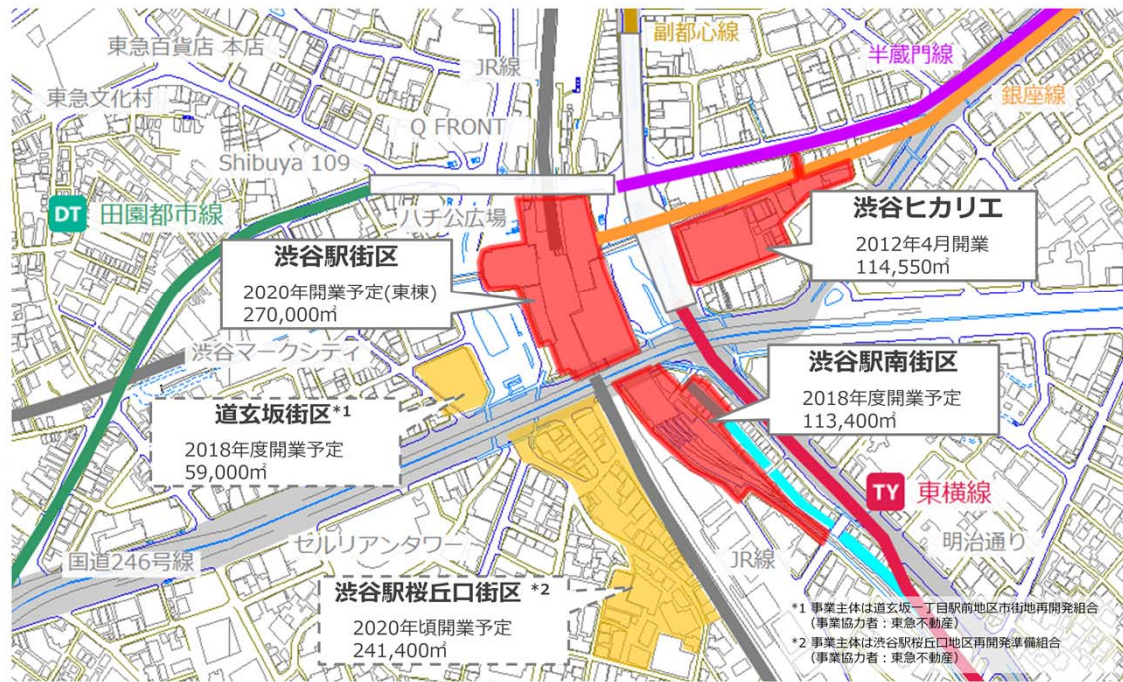 東急百貨店 本店
副都心線
JR線
半蔵門線
東急文化村
銀座線
Q FRONT
Shibuya 109
DT 田園都市線
ハチ公広場
渋谷ヒカリエ
2012年4月開業
114,550㎡
渋谷駅街区
2020年開業予定(東棟)
270,000㎡
渋谷マークシティ
渋谷駅南街区
2018年度開業予定
113,400㎡
道玄坂街区*1
2018年度開業予定
59,000㎡
TY 東横線
セルリアンタワー
明治通り
国道246号線
JR線
渋谷駅桜丘口街区 *2
2020年頃開業予定
241,400㎡
*1 事業主体は道玄坂一丁目駅前地区市街地再開発組合
(事業協力者：東急不動産)
*2 事業主体は渋谷駅桜丘口地区再開発準備組合
(事業協力者：東急不動産)